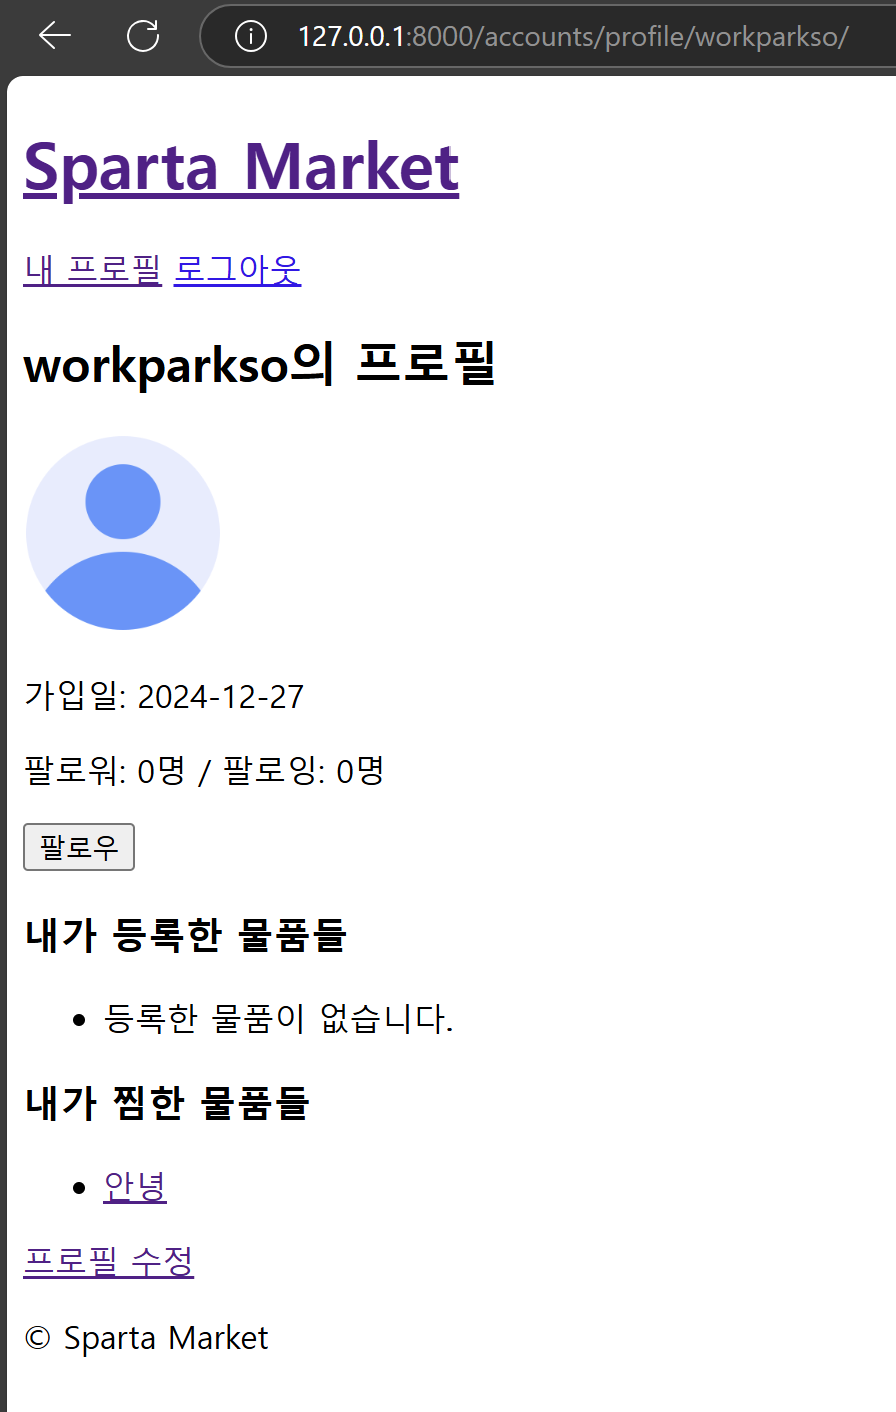 127.0.0.1:8000/accounts/profile/workparkso/
Sparta Market
내 프로필 로그아웃
workparkso의 프로필
가입일: 2024-12-27
팔로워: 0명 / 팔로잉: 0명
팔로우
내가 등록한 물품들
• 등록한 물품이 없습니다.
내가 찜한 물품들
• 안녕
프로필 수정
© Sparta Market